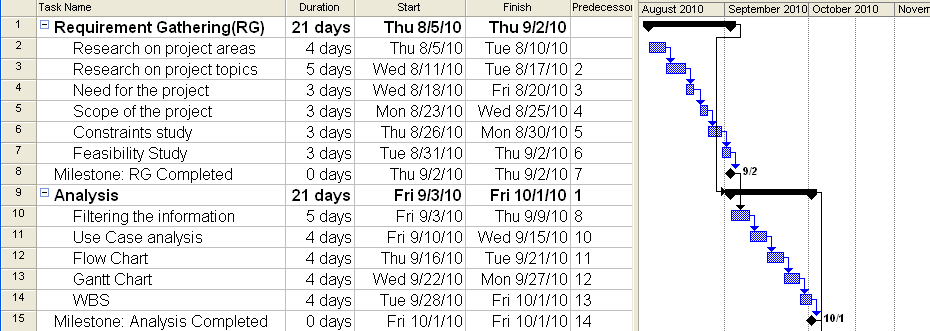 Task Name Duration Start Finish Predecessor August 2010 September 2010 October 2010 Novem
1 Requirement Gathering(RG) 21 days Thu 8/5/10 Thu 9/2/10
2 Research on project areas 4 days Thu 8/5/10 Tue 8/10/10
3 Research on project topics 5 days Wed 8/11/10 Tue 8/17/10 2
4 Need for the project 3 days Wed 8/18/10 Fri 8/20/10 3
5 Scope of the project 3 days Mon 8/23/10 Wed 8/25/10 4
6 Constraints study 3 days Thu 8/26/10 Mon 8/30/10 5
7 Feasibility Study 3 days Tue 8/31/10 Thu 9/2/10 6
8 Milestone: RG Completed 0 days Thu 9/2/10 Thu 9/2/10 7 9/2
9 Analysis 21 days Fri 9/3/10 Fri 10/1/10 1
10 Filtering the information 5 days Fri 9/3/10 Thu 9/9/10 8
11 Use Case analysis 4 days Fri 9/10/10 Wed 9/15/10 10
12 Flow Chart 4 days Thu 9/16/10 Tue 9/21/10 11
13 Gantt Chart 4 days Wed 9/22/10 Mon 9/27/10 12
14 WBS 4 days Tue 9/28/10 Fri 10/1/10 13
15 Milestone: Analysis Completed 0 days Fri 10/1/10 Fri 10/1/10 14 10/1